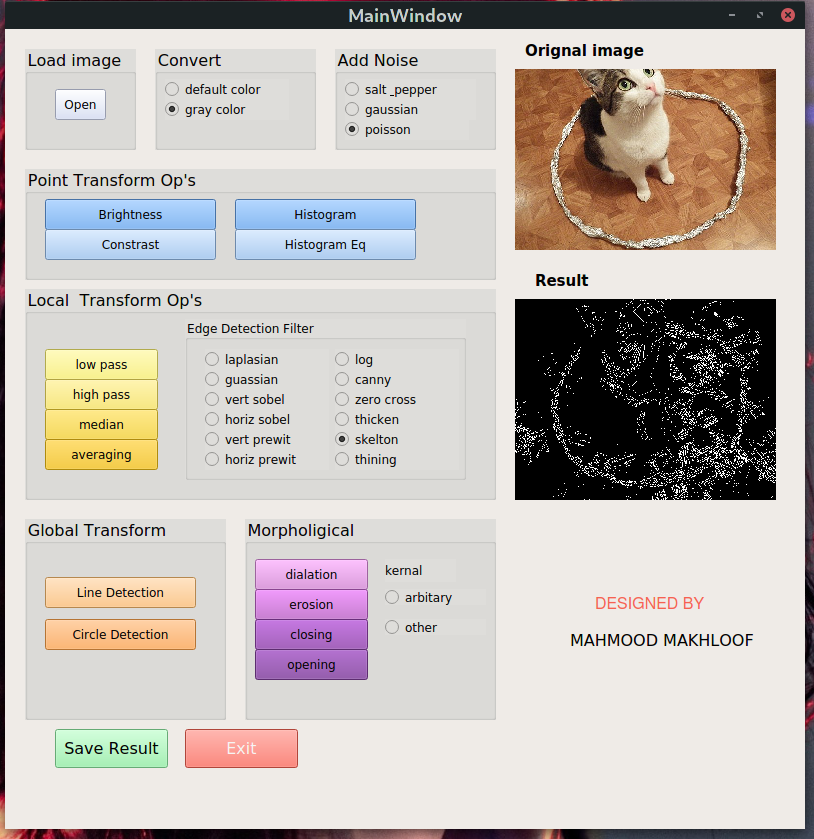 MainWindow
Load image
Open
Convert
default color
gray color
Add Noise
salt _pepper
gaussian
poisson
Orignal image
Point Transform Op's
Brightness
Constrast
Histogram
Histogram Eq
Result
Local  Transform Op's
low pass
high pass
median
averaging
Edge Detection Filter
laplasian
guassian
vert sobel
horiz sobel
vert prewit
horiz prewit
log
canny
zero cross
thicken
skelton
thining
Global Transform
Line Detection
Circle Detection
Morpholigical
dialation
erosion
closing
opening
kernal
arbitary
other
DESIGNED BY
MAHMOOD MAKHLOOF
Save Result
Exit